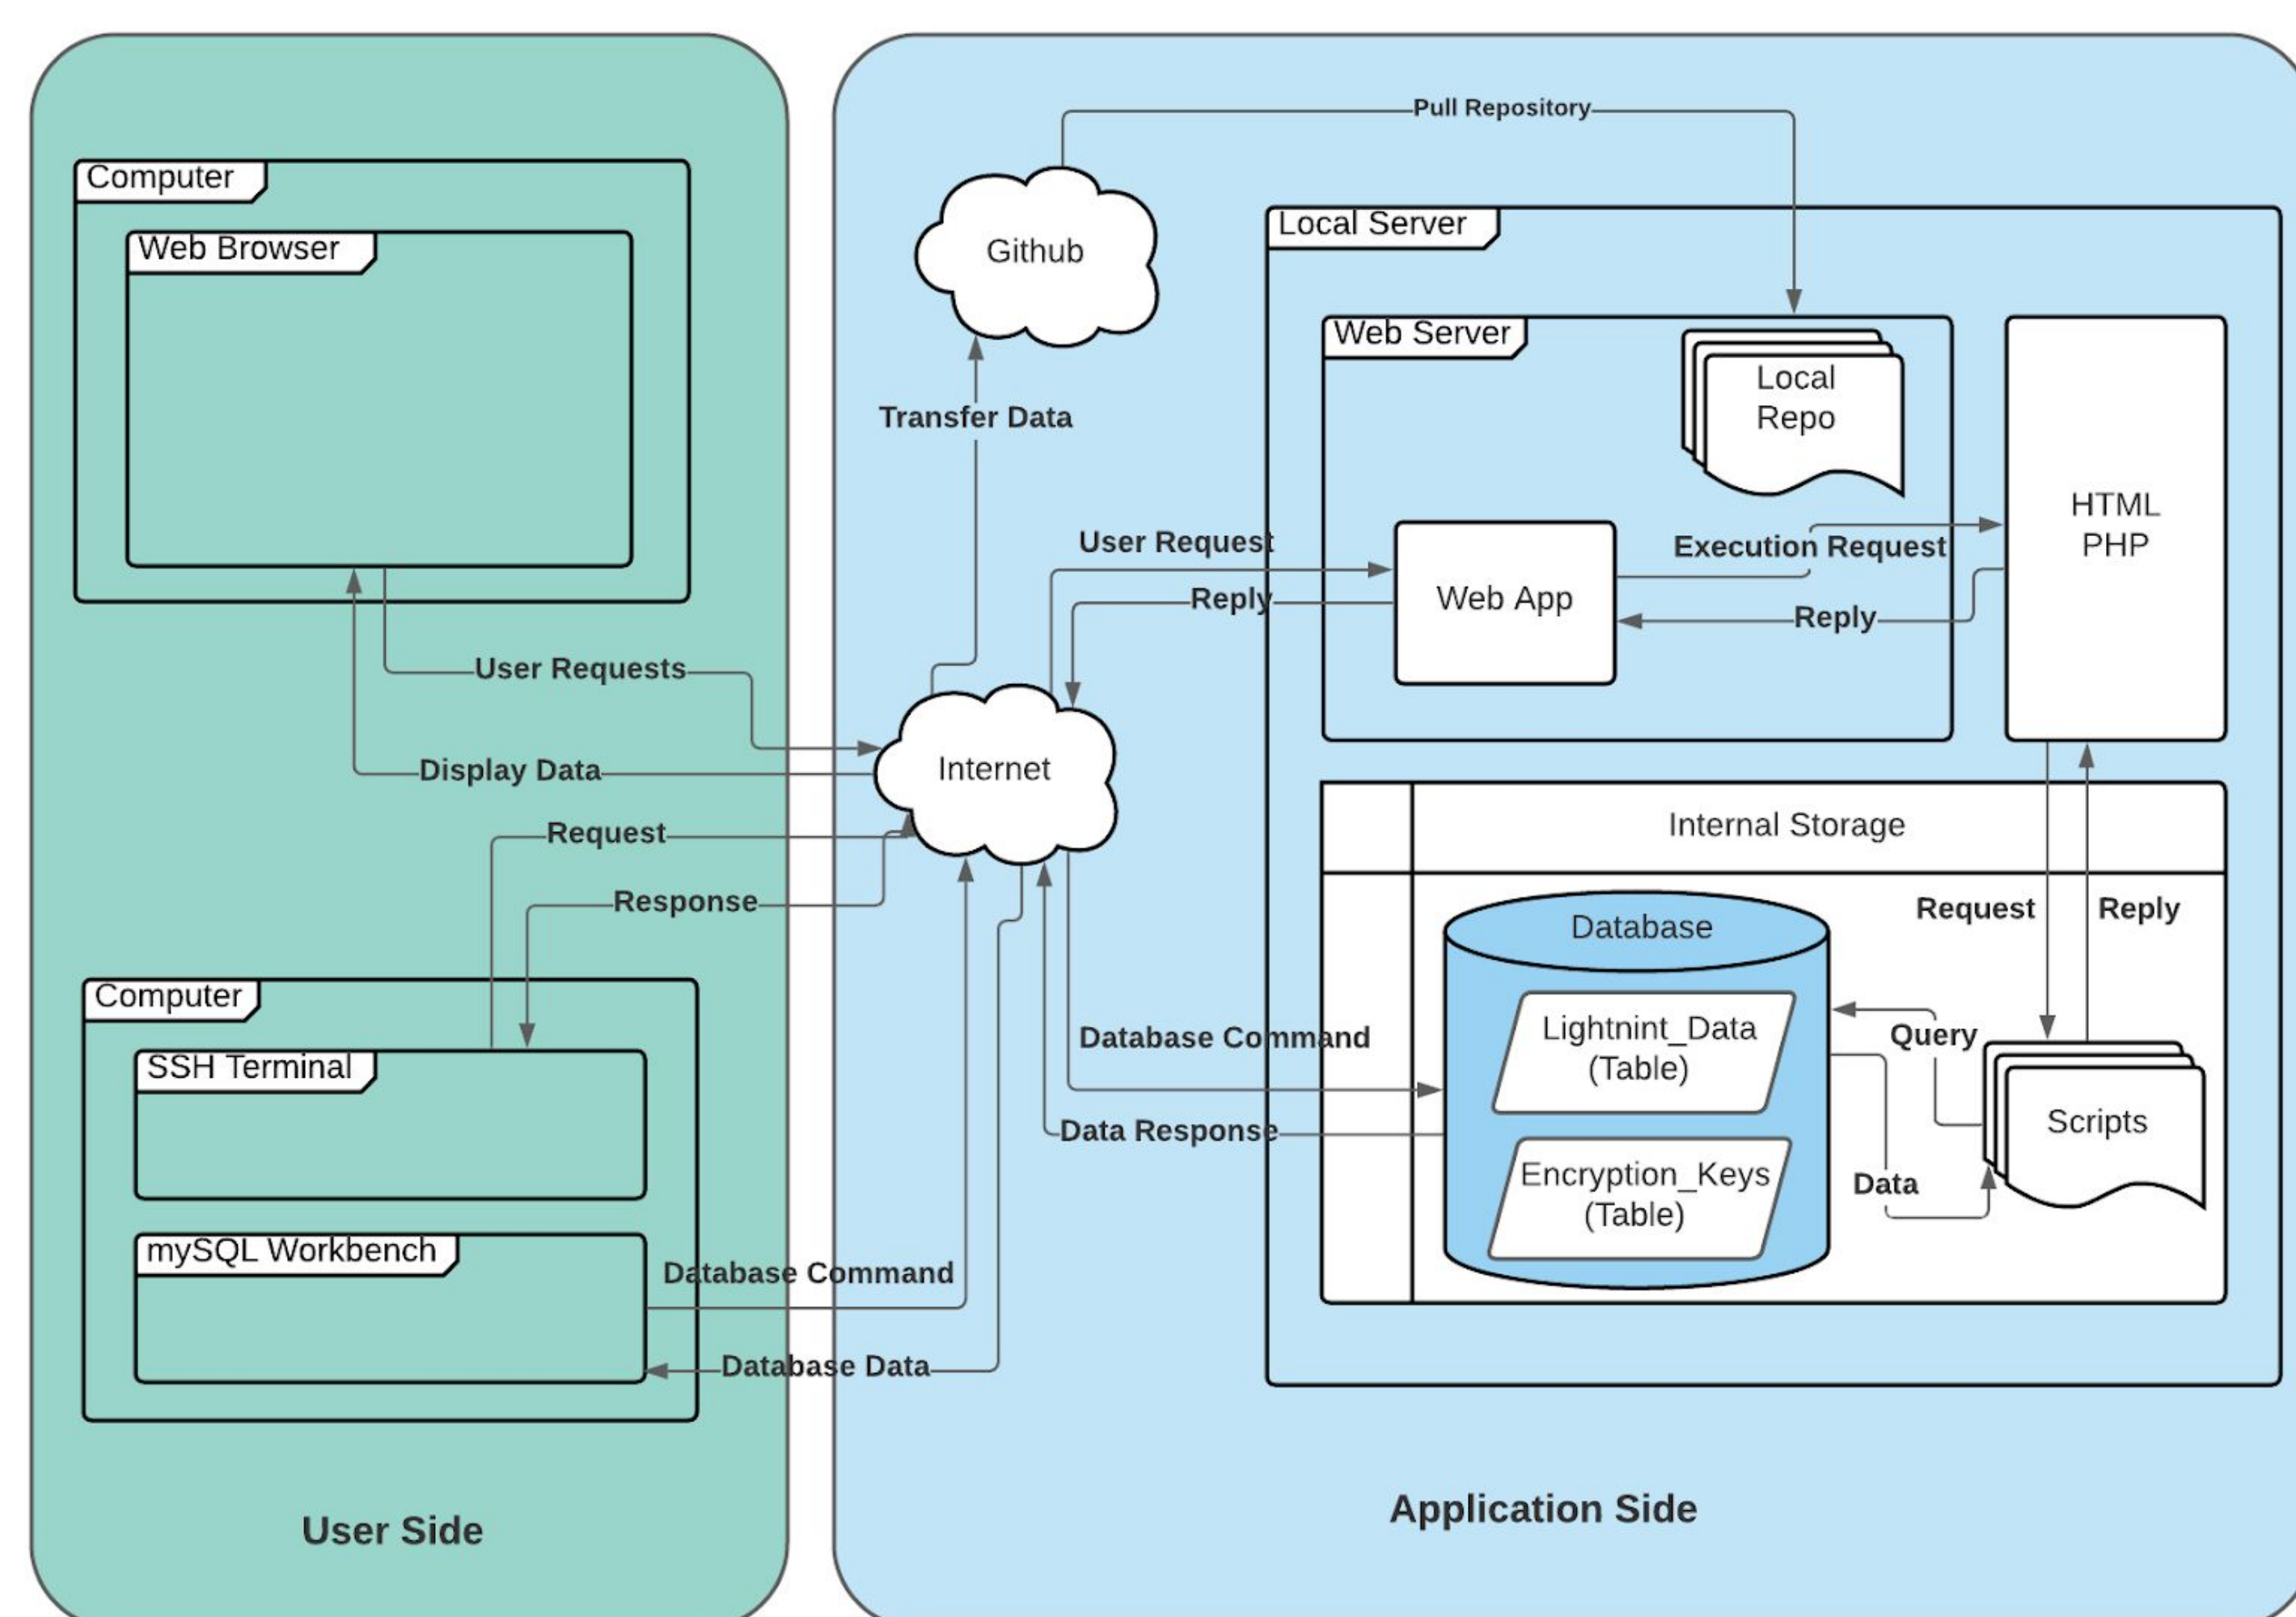 Computer
Web Browser
User Requests
Display Data
Request
Response
Computer
SSH Terminal
mySQL Workbench
Database Command
Database Data
User Side
Pull Repository
Github
Transfer Data
Internet
Local Server
Web Server
Local
Repo
User Request
Reply
Web App
Execution Request
Reply
HTML
PHP
Internal Storage
Request
Reply
Database
Lightnint_Data
(Table)
Encryption_Keys
(Table)
Query
Data
Scripts
Database Command
Data Response
Application Side